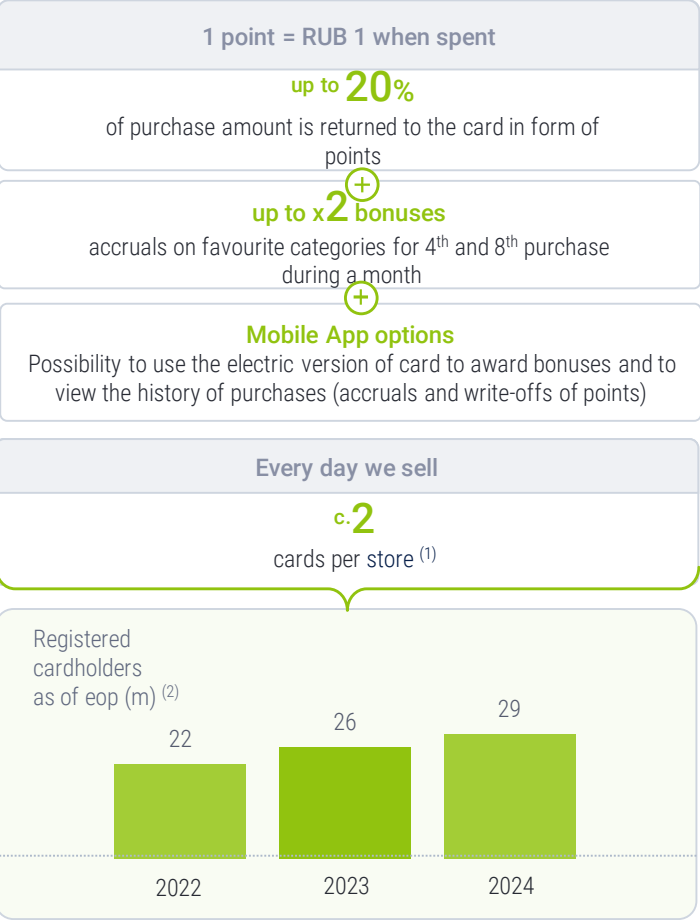 1 point = RUB 1 when spent
up to 20%
of purchase amount is returned to the card in form of
points
+
up to x2 bonuses
accruals on favourite categories for 4th and 8th purchase
during a month
+
Mobile App options
Possibility to use the electric version of card to award bonuses and to
view the history of purchases (accruals and write-offs of points)
Every day we sell
c.2
cards per store (1)
Registered
cardholders
as of eop (m) (2)
22
26
29
2022
2023
2024